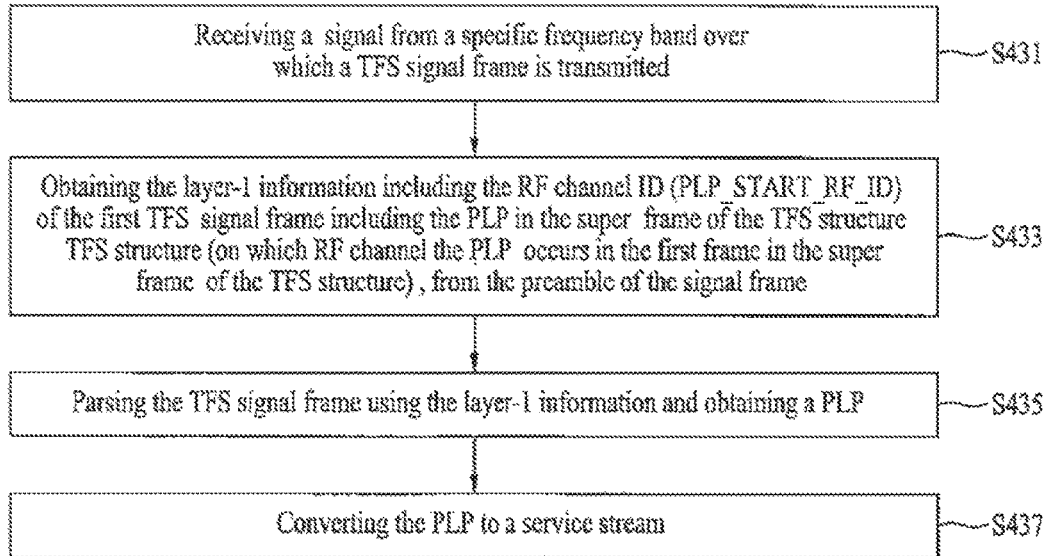 Receiving a signal from a specific frequency band over
which a TFS signal frame is transmitted
S431
Obtaining the layer-1 information including the RF channel ID (PLP_START_RF_ID)
of the first TFS signal frame including the PLP in the super frame of the TFS structure
TFS structure (on which RF channel the PLP occurs in the first frame in the super
frame of the TFS structure) , from the preamble of the signal frame
S433
Parsing the TFS signal frame using the layer-1 information and obtaining a PLP
S435
Converting the PLP to a service stream
S437